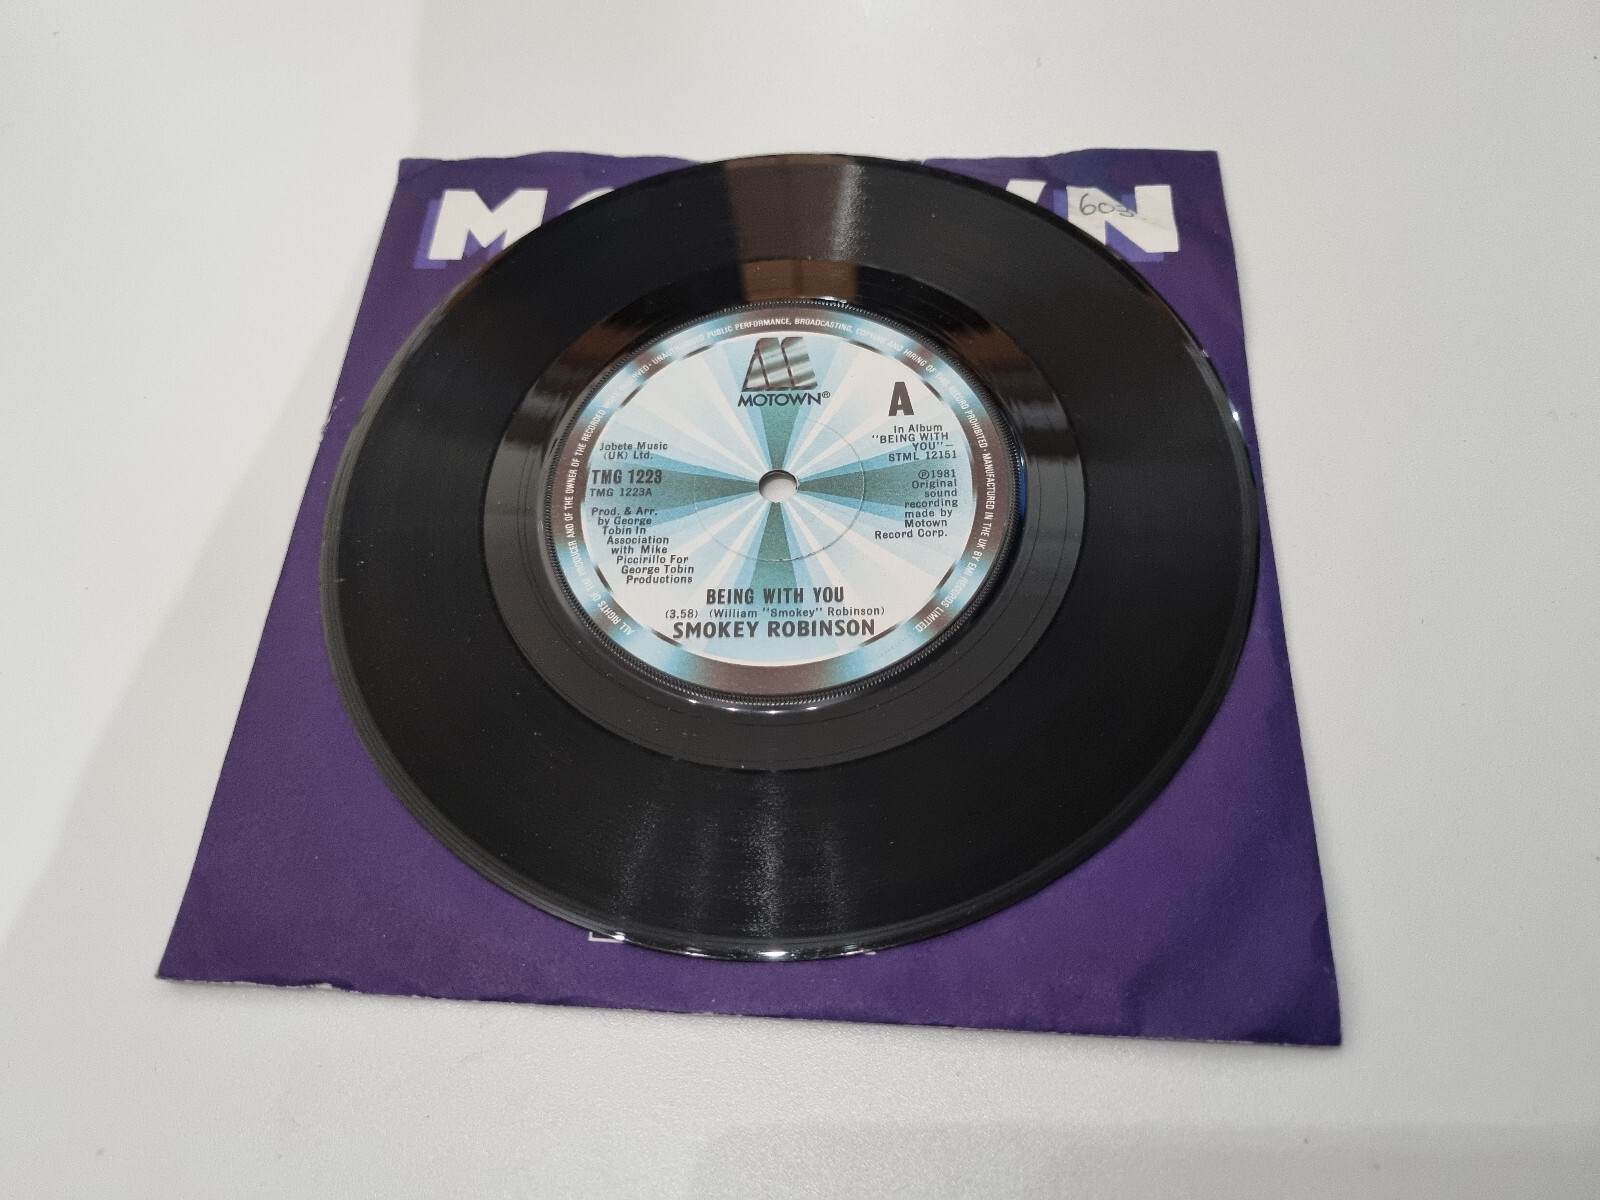 603
ALL RIGHTS OF THE PRODUCER AND OF THE OWNER OF THE RECORDED WORK RESERVED · UNAUTHORISED PUBLIC PERFORMANCE, BROADCASTING, COPYING AND HIRING OF THE RECORD PROHIBITED · MANUFACTURED IN THE UK BY EMI RECORDS LIMITED.
MOTOWN®
A
In Album
"BEING WITH
YOU"—
STML 12151
Jobete Music
(UK) Ltd.
TMG 1223
TMG 1223A
Prod. & Arr.
by George
Tobin In
Association
with Mike
Piccirillo For
George Tobin
Productions
℗1981
Original
sound
recording
made by
Motown
Record Corp.
BEING WITH YOU
(3.58) (William "Smokey" Robinson)
SMOKEY ROBINSON